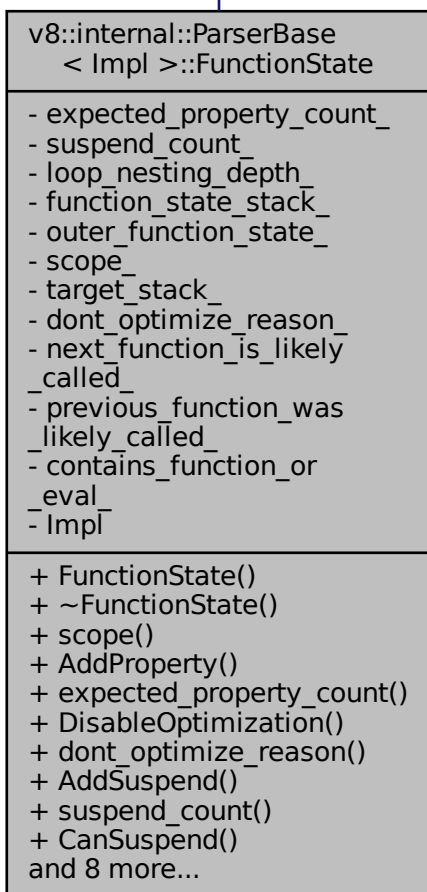 v8::internal::ParserBase
< Impl >::FunctionState
- expected_property_count_
- suspend_count_
- loop_nesting_depth_
- function_state_stack_
- outer_function_state_
- scope_
- target_stack_
- dont_optimize_reason_
- next_function_is_likely
_called_
- previous_function_was
_likely_called_
- contains_function_or
_eval_
- Impl
+ FunctionState()
+ ~FunctionState()
+ scope()
+ AddProperty()
+ expected_property_count()
+ DisableOptimization()
+ dont_optimize_reason()
+ AddSuspend()
+ suspend_count()
+ CanSuspend()
and 8 more...